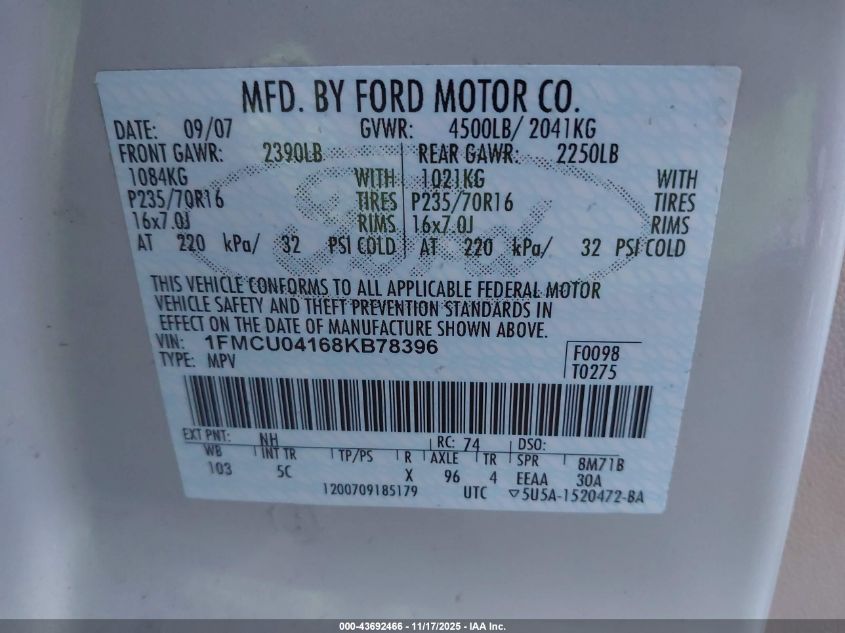 MFD. BY FORD MOTOR CO.
DATE: 09/07 GVWR: 4500LB/ 2041KG
FRONT GAWR: 2390LB REAR GAWR: 2250LB
1084KG WITH 1021KG WITH
P235/70R16 TIRES P235/70R16 TIRES
16x7.0J RIMS 16x7.0J RIMS
AT 220 kPa/ 32 PSI COLD AT 220 kPa/ 32 PSI COLD
Ford
THIS VEHICLE CONFORMS TO ALL APPLICABLE FEDERAL MOTOR
VEHICLE SAFETY AND THEFT PREVENTION STANDARDS IN
EFFECT ON THE DATE OF MANUFACTURE SHOWN ABOVE.
VIN: 1FMCU04168KB78396
TYPE: MPV
F0098
T0275
EXT PNT: NH RC: 74 DSO:
WB INT TR TP/PS R AXLE TR SPR 8M71B
103 5C X 96 4 EEAA 30A
1200709185179 UTC ▽5U5A-1520472-BA
000-43692466 - 11/17/2025 - IAA Inc.